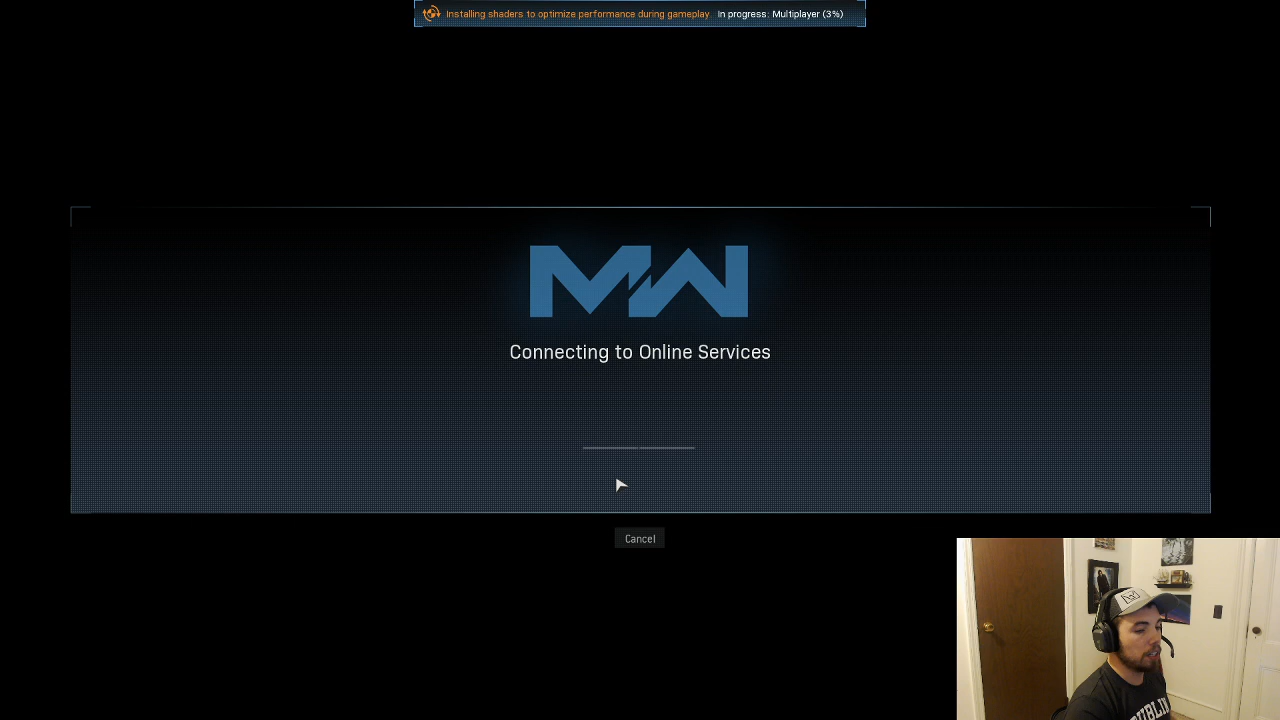 Installing shaders to optimize performance during gameplay In progress: Multiplayer (3%)
MW
Connecting to Online Services
Cancel